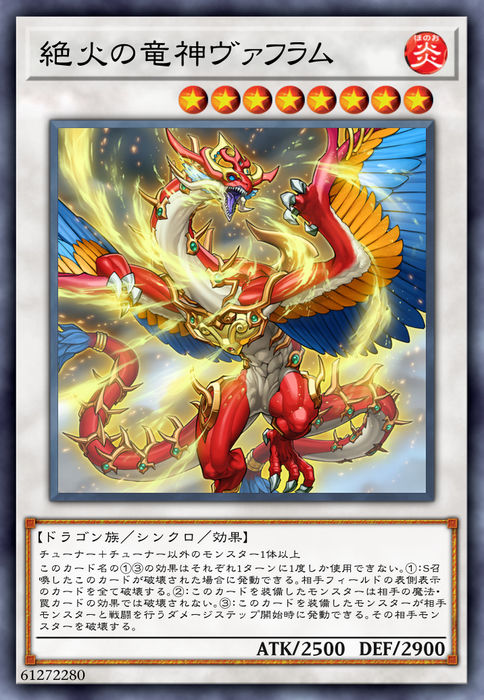 絶火の竜神ヴァフラム
ほのお
炎
【ドラゴン族／シンクロ／効果】
チューナー＋チューナー以外のモンスター1体以上
このカード名の①③の効果はそれぞれ1ターンに1度しか使用できない。①：S召
喚したこのカードが破壊された場合に発動できる。相手フィールドの表側表示
のカードを全て破壊する。②：このカードを装備したモンスターは相手の魔法・
罠カードの効果では破壊されない。③：このカードを装備したモンスターが相手
モンスターと戦闘を行うダメージステップ開始時に発動できる。その相手モン
スターを破壊する。
ATK/2500 DEF/2900
61272280